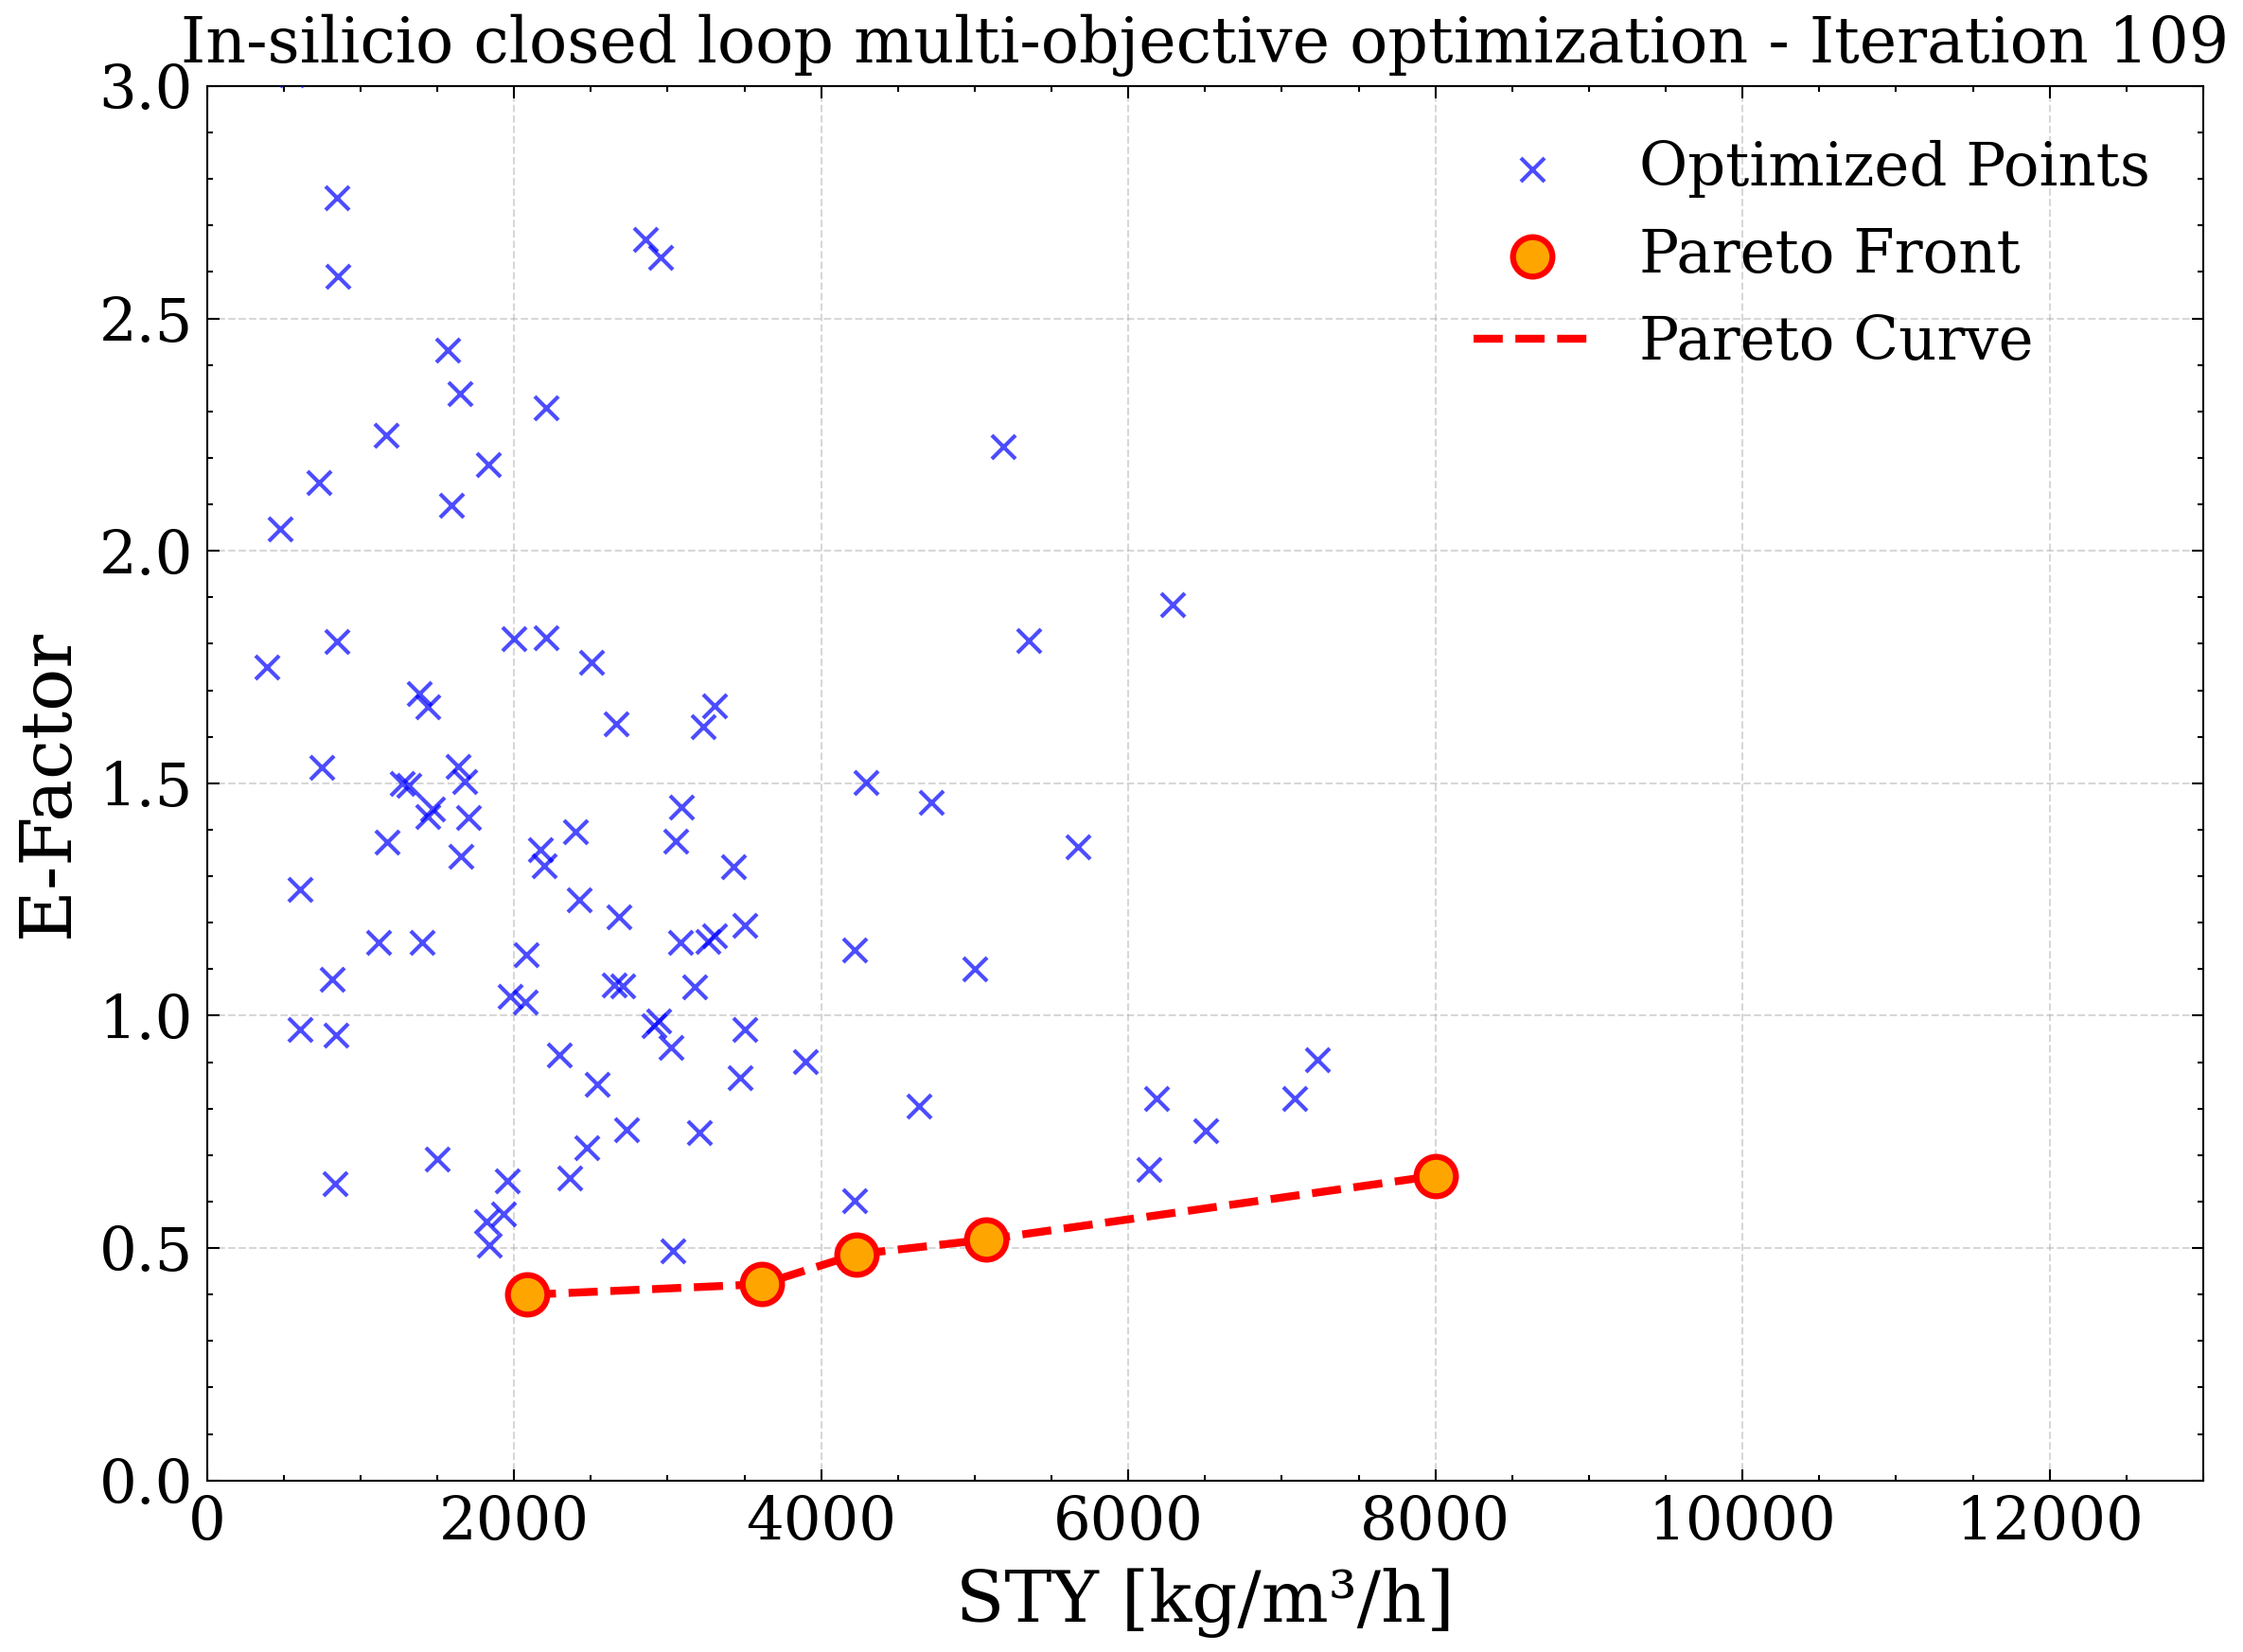 In-silicio closed loop multi-objective optimization - Iteration 109
Optimized Points
Pareto Front
Pareto Curve
E-Factor
3.0
2.5
2.0
1.5
1.0
0.5
0.0
0 2000 4000 6000 8000 10000 12000
STY [kg/m³/h]